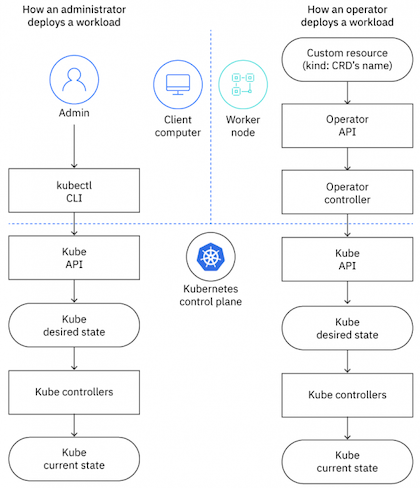 How an administrator
deploys a workload
Admin
kubectl
CLI
Kube
API
Kube
desired state
Kube controllers
Kube
current state
Client
computer
Worker
node
Kubernetes
control plane
How an operator
deploys a workload
Custom resource
(kind: CRD's name)
Operator
API
Operator
controller
Kube
API
Kube
desired state
Kube controllers
Kube
current state